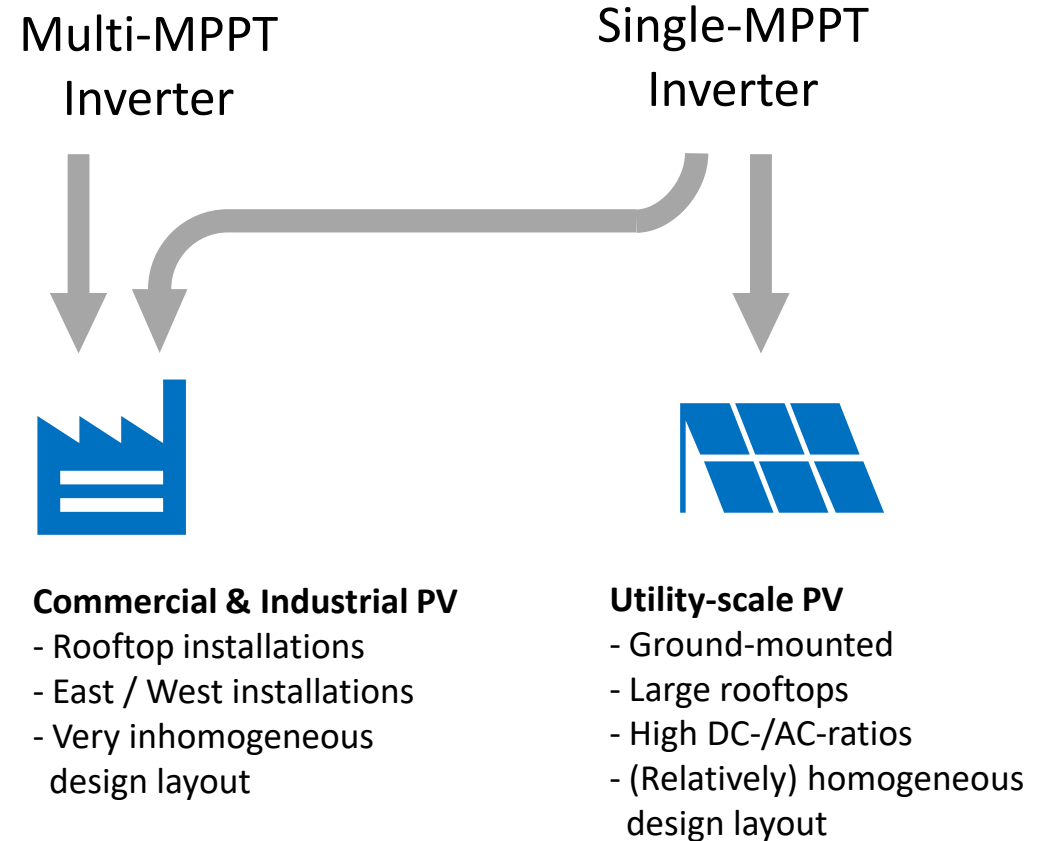 Multi-MPPT
Inverter
Single-MPPT
Inverter
Commercial & Industrial PV
- Rooftop installations
- East / West installations
- Very inhomogeneous
design layout
Utility-scale PV
- Ground-mounted
- Large rooftops
- High DC-/AC-ratios
- (Relatively) homogeneous
design layout